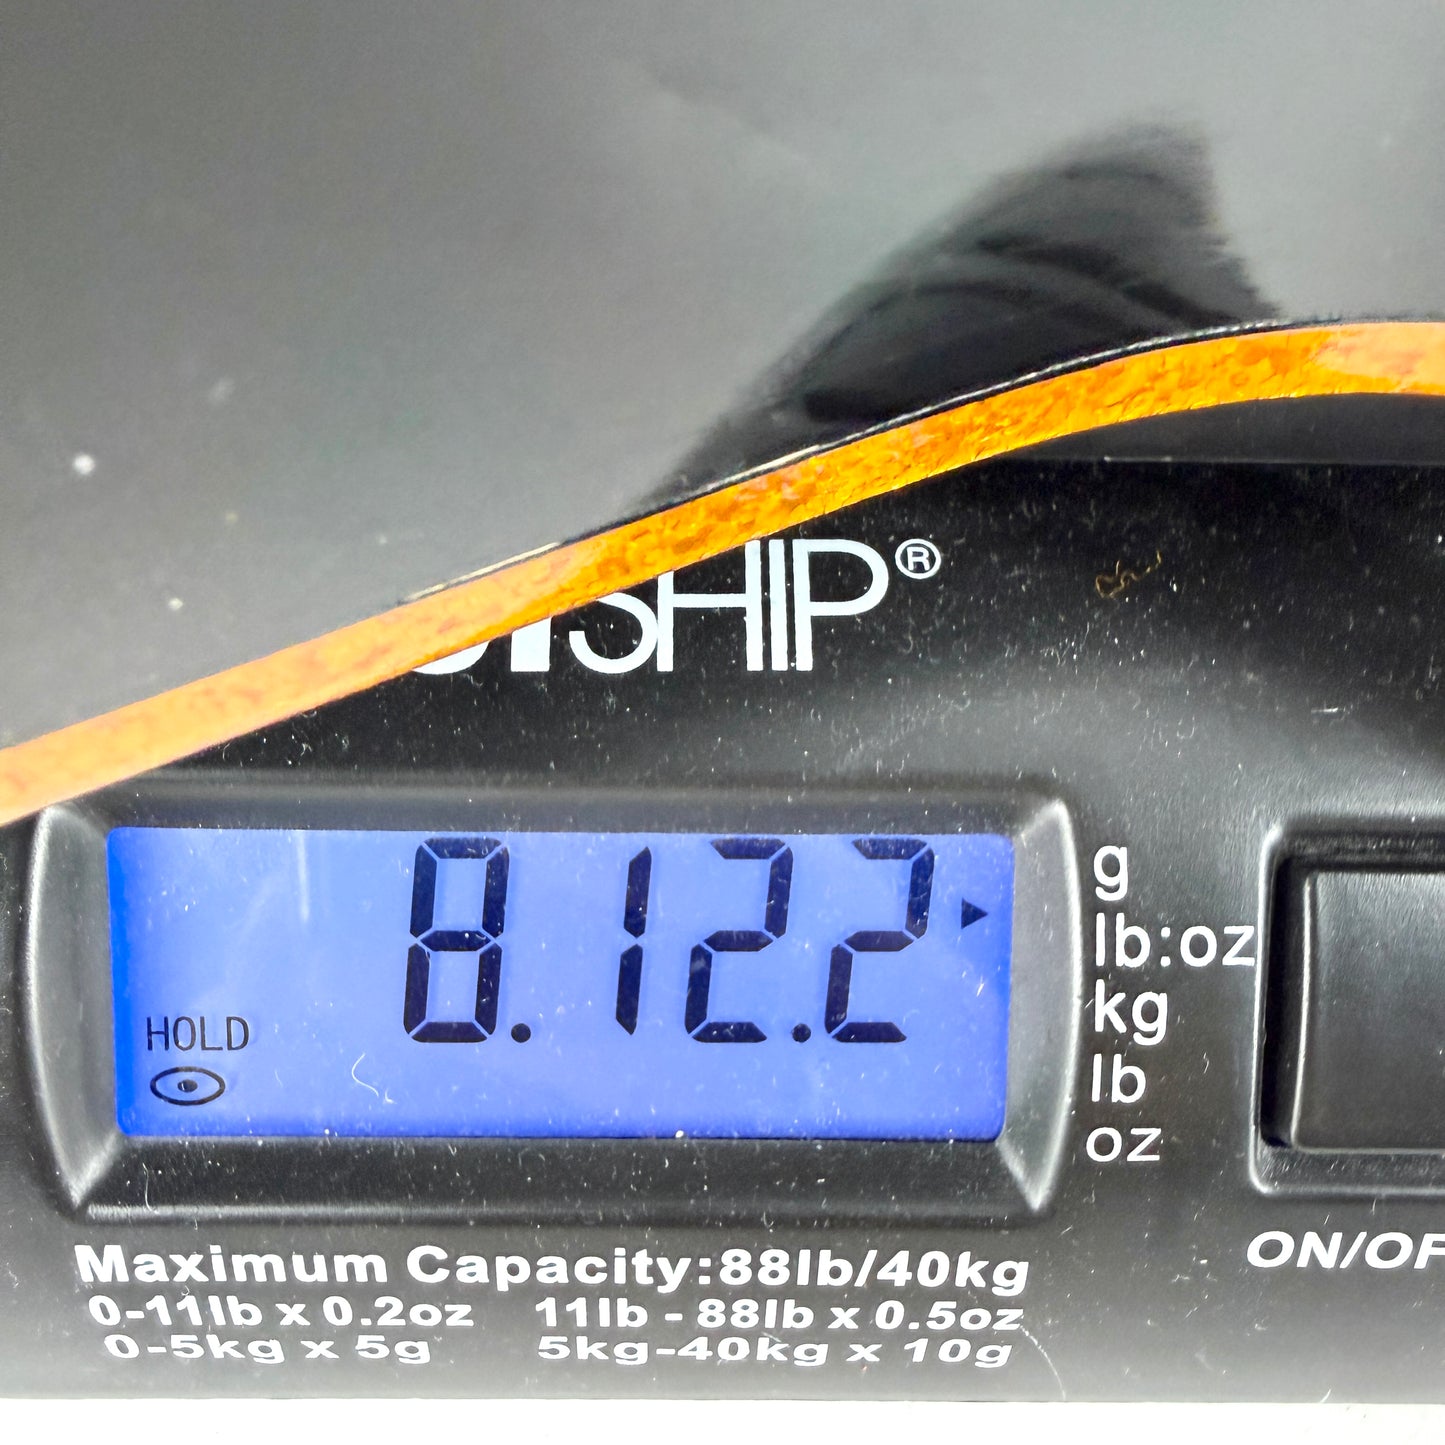 SHIP®
8.12.2
HOLD
g
lb:oz
kg
lb
oz
Maximum Capacity:88lb/40kg
0-11lb x 0.2oz 11lb - 88lb x 0.5oz
0-5kg x 5g 5kg-40kg x 10g
ON/OF